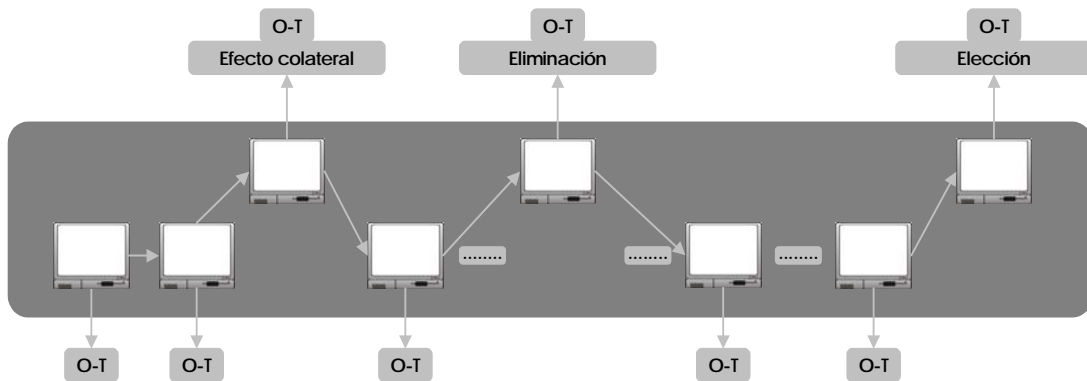 O-T
O-T
O-T
Efecto colateral
Eliminación
Elección
........
........
........
O-T
O-T
O-T
O-T
O-T